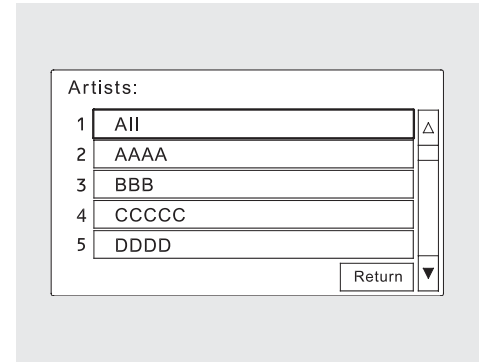 Artists:
1 All
2 AAAA
3 BBB
4 CCCCC
5 DDDD
Return